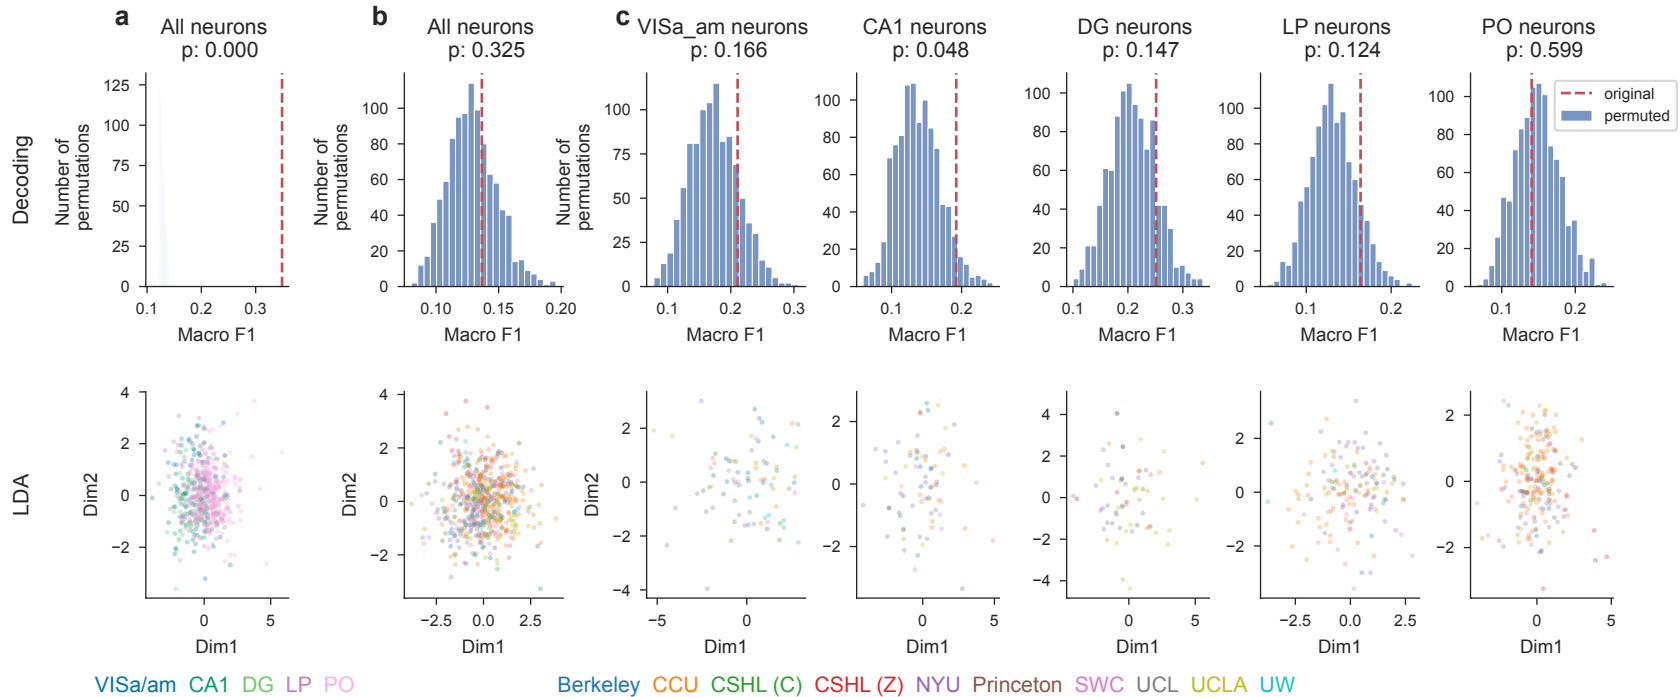 a
b
c
All neurons
p: 0.000
All neurons
p: 0.325
VISa_am neurons
p: 0.166
CA1 neurons
p: 0.048
DG neurons
p: 0.147
LP neurons
p: 0.124
PO neurons
p: 0.599
Decoding
Number of
permutations
125
100
75
50
25
0
0.1 0.2 0.3
Macro F1
Number of
permutations
100
80
60
40
20
0
0.10 0.15 0.20
Macro F1
Number of
permutations
100
75
50
25
0
0.1 0.2 0.3
Macro F1
100
80
60
40
20
0
0.1 0.2
Macro F1
100
80
60
40
20
0
0.1 0.2 0.3
Macro F1
100
80
60
40
20
0
0.1 0.2
Macro F1
100
80
60
40
20
0
0.1 0.2
Macro F1
original
permuted
LDA
Dim2
4
2
0
−2
0 5
Dim1
Dim2
4
2
0
−2
−2.5 0.0 2.5
Dim1
Dim2
2
0
−2
−4
−5 0
Dim1
2
0
−2
0 5
Dim1
4
2
0
−2
−4
0 5
Dim1
2
0
−2
−2.5 0.0 2.5
Dim1
2
0
−2
0 5
Dim1
VISa/am CA1 DG LP PO
Berkeley CCU CSHL (C) CSHL (Z) NYU Princeton SWC UCL UCLA UW